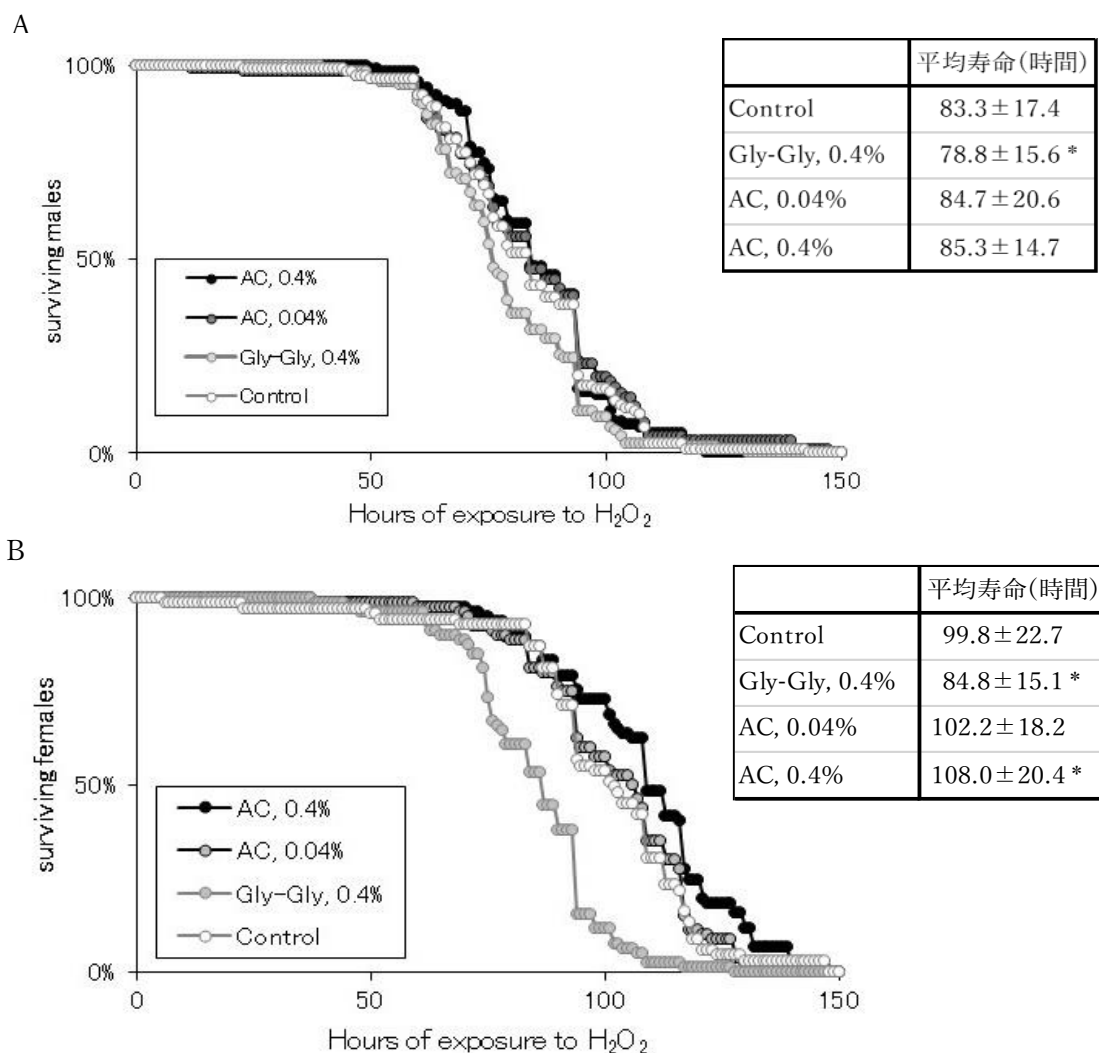 A
100%
50%
0%
surviving males
AC, 0.4%
AC, 0.04%
Gly-Gly, 0.4%
Control
0 50 100 150
Hours of exposure to H₂O₂
平均寿命(時間)
Control 83.3±17.4
Gly-Gly, 0.4% 78.8±15.6 *
AC, 0.04% 84.7±20.6
AC, 0.4% 85.3±14.7
B
100%
50%
0%
surviving females
AC, 0.4%
AC, 0.04%
Gly-Gly, 0.4%
Control
0 50 100 150
Hours of exposure to H₂O₂
平均寿命(時間)
Control 99.8±22.7
Gly-Gly, 0.4% 84.8±15.1 *
AC, 0.04% 102.2±18.2
AC, 0.4% 108.0±20.4 *